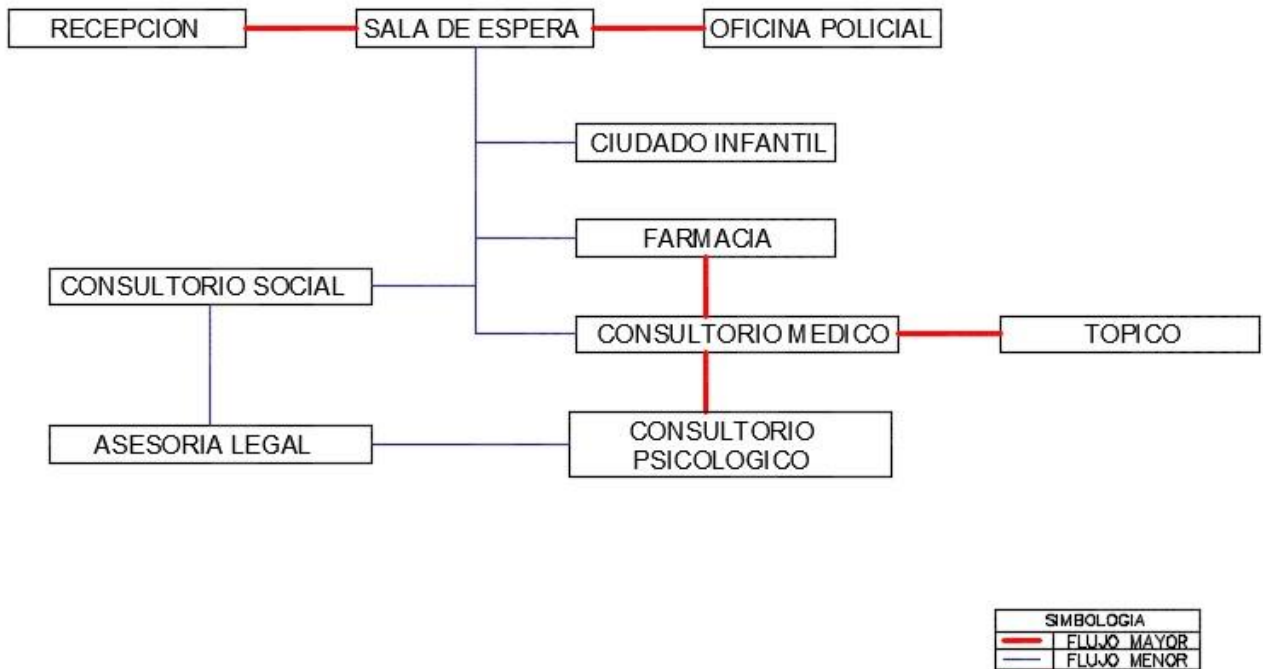 RECEPCION
SALA DE ESPERA
OFICINA POLICIAL
CIUDADO INFANTIL
FARMACIA
CONSULTORIO SOCIAL
CONSULTORIO MEDICO
TOPICO
ASESORIA LEGAL
CONSULTORIO
PSICOLOGICO
SIMBOLOGIA
FLUJO MAYOR
FLUJO MENOR